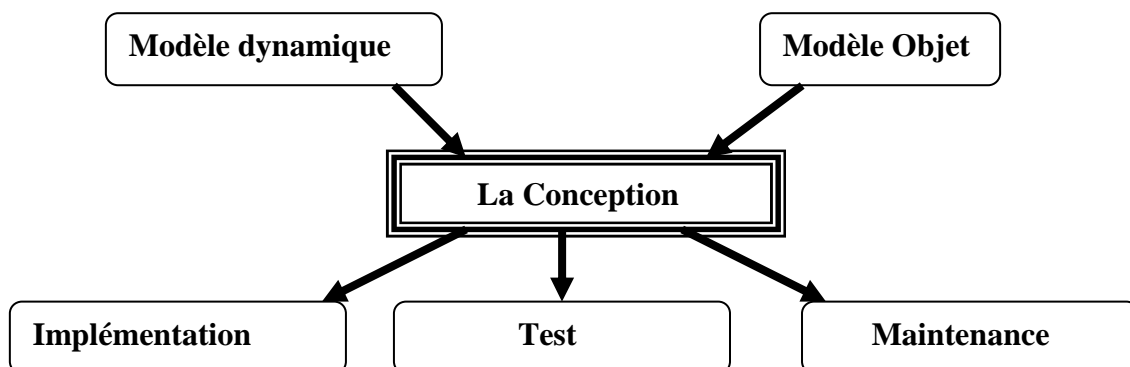 Modèle dynamique
Modèle Objet
La Conception
Implémentation
Test
Maintenance